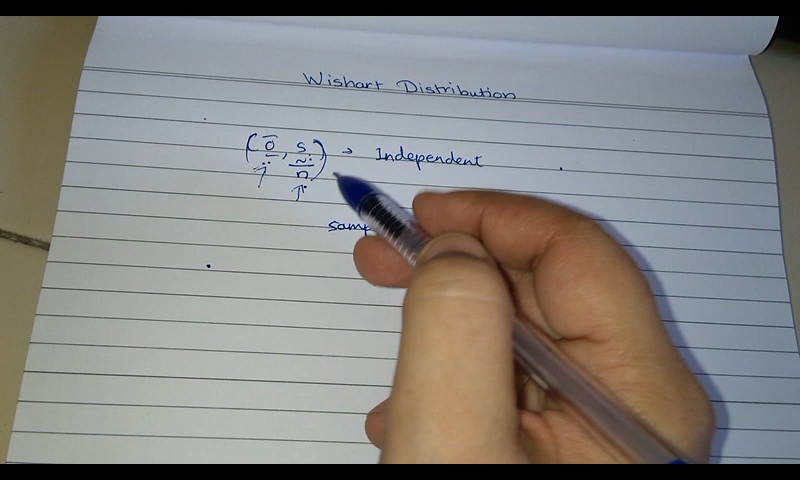 Wishart Distribution
(ō, s/n) → Independent
samp